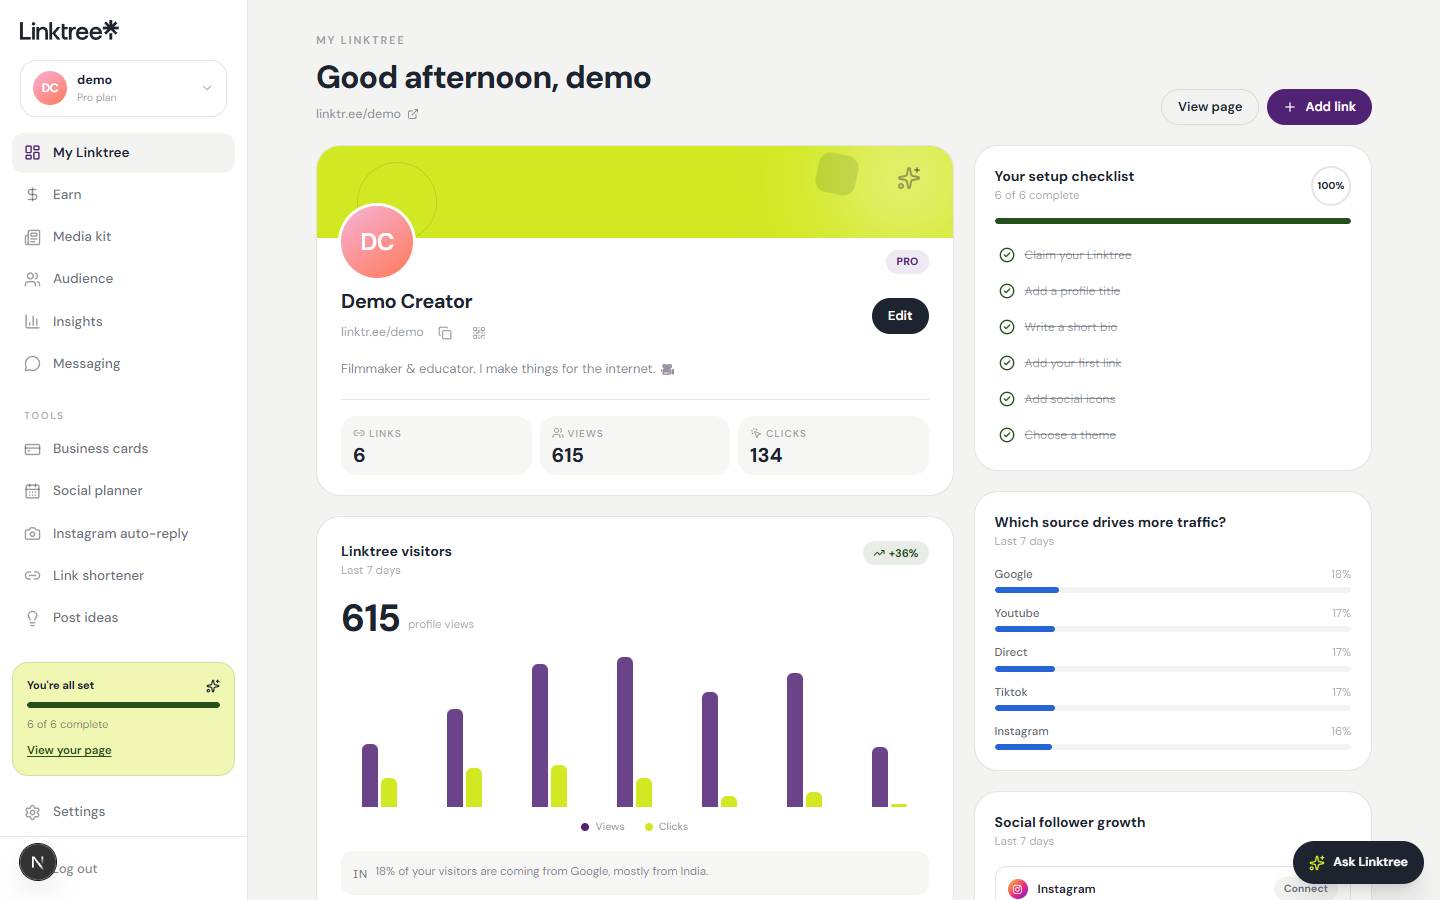 Linktree
DC
demo
Pro plan
My Linktree
Earn
Media kit
Audience
Insights
Messaging
TOOLS
Business cards
Social planner
Instagram auto-reply
Link shortener
Post ideas
You're all set
6 of 6 complete
View your page
Settings
N
Log out
MY LINKTREE
Good afternoon, demo
linktr.ee/demo
View page
+ Add link
DC
PRO
Demo Creator
Edit
linktr.ee/demo
Filmmaker & educator. I make things for the internet. 🎥
LINKS
6
VIEWS
615
CLICKS
134
Linktree visitors
Last 7 days
+36%
615 profile views
Views
Clicks
IN 18% of your visitors are coming from Google, mostly from India.
Your setup checklist
6 of 6 complete
100%
Claim your Linktree
Add a profile title
Write a short bio
Add your first link
Add social icons
Choose a theme
Which source drives more traffic?
Last 7 days
Google 18%
Youtube 17%
Direct 17%
Tiktok 17%
Instagram 16%
Social follower growth
Last 7 days
Instagram
Connect
Ask Linktree